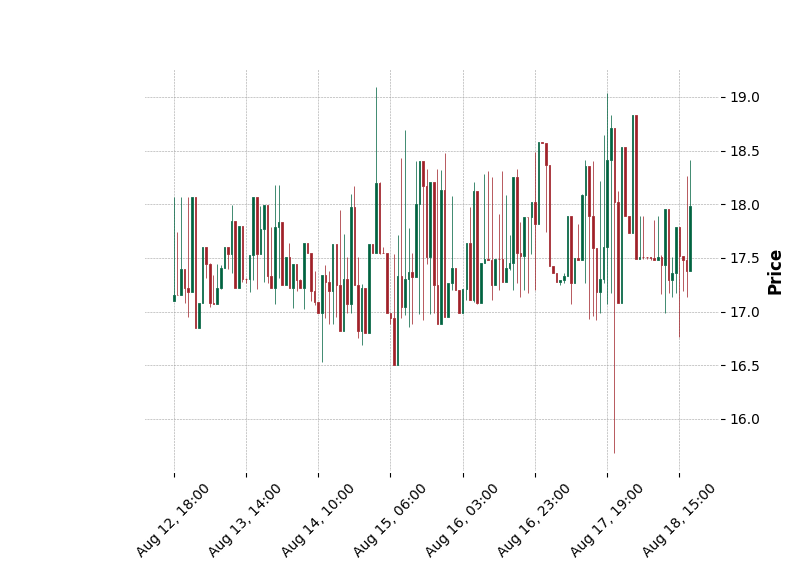 19.0
18.5
18.0
17.5
17.0
16.5
16.0
Price
Aug 12, 18:00
Aug 13, 14:00
Aug 14, 10:00
Aug 15, 06:00
Aug 16, 03:00
Aug 16, 23:00
Aug 17, 19:00
Aug 18, 15:00